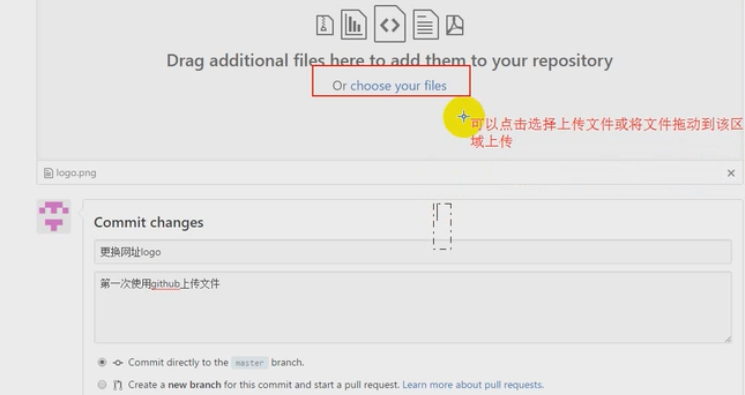 Drag additional files here to add them to your repository
Or choose your files
可以点击选择上传文件或将文件拖动到该区
域上传
logo.png
Commit changes
更换网址logo
第一次使用github上传文件
Commit directly to the master branch.
Create a new branch for this commit and start a pull request. Learn more about pull requests.